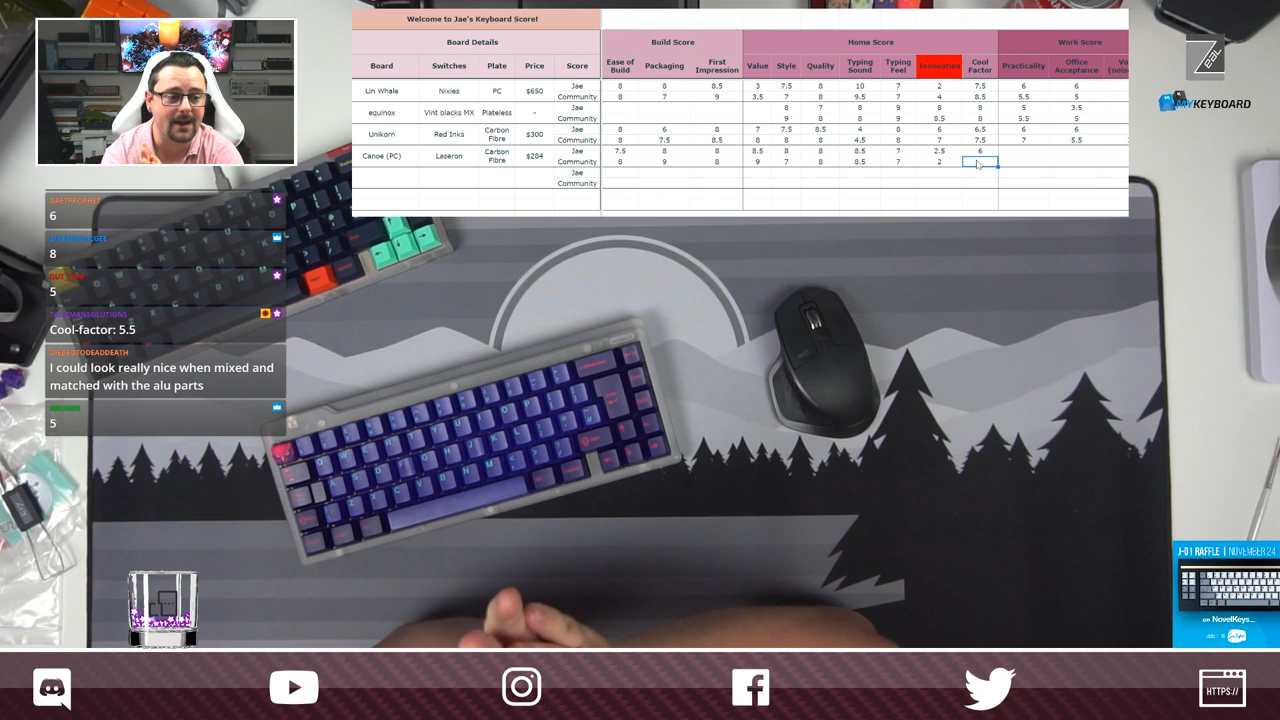 Welcome to Jae's Keyboard Score!
Board Details
Build Score
Home Score
Work Score
Board Switches Plate Price Score Ease of Build Packaging First Impression Value Style Quality Typing Sound Typing Feel Innovation Cool Factor Practicality Office Acceptance
Lin Whale Nixies PC $650
Jae 8 8 8.5 3 7.5 8 10 7 2 7.5 6 6
Community 8 7 9 3.5 7 8 9.5 7 4 8.5 5.5 5
equinox Vint blacks MX Plateless -
Jae 8 7 8 9 8 8 5 3.5
Community 9 8 8 9 8.5 8 5.5 5
Unikorn Red Inks Carbon Fibre $300
Jae 8 6 8 7 7.5 8.5 4 8 6 6.5 6 6
Community 8 7.5 8.5 8 8 8 4.5 8 7 7.5 7 5.5
Canoe (PC) Laseron Carbon Fibre $284
Jae 7.5 8 8 8.5 8 8 8.5 7 2.5 6
Community 8 9 8 9 7 8 8.5 7 2
Jae
Community
DAFTPROPHET
6
8
5
Cool-factor: 5.5
DIEDEDTODEADDEATH
I could look really nice when mixed and
matched with the alu parts
5
MYKEYBOARD
J-01 RAFFLE | NOVEMBER 24
on NovelKeys_
HTTPS://